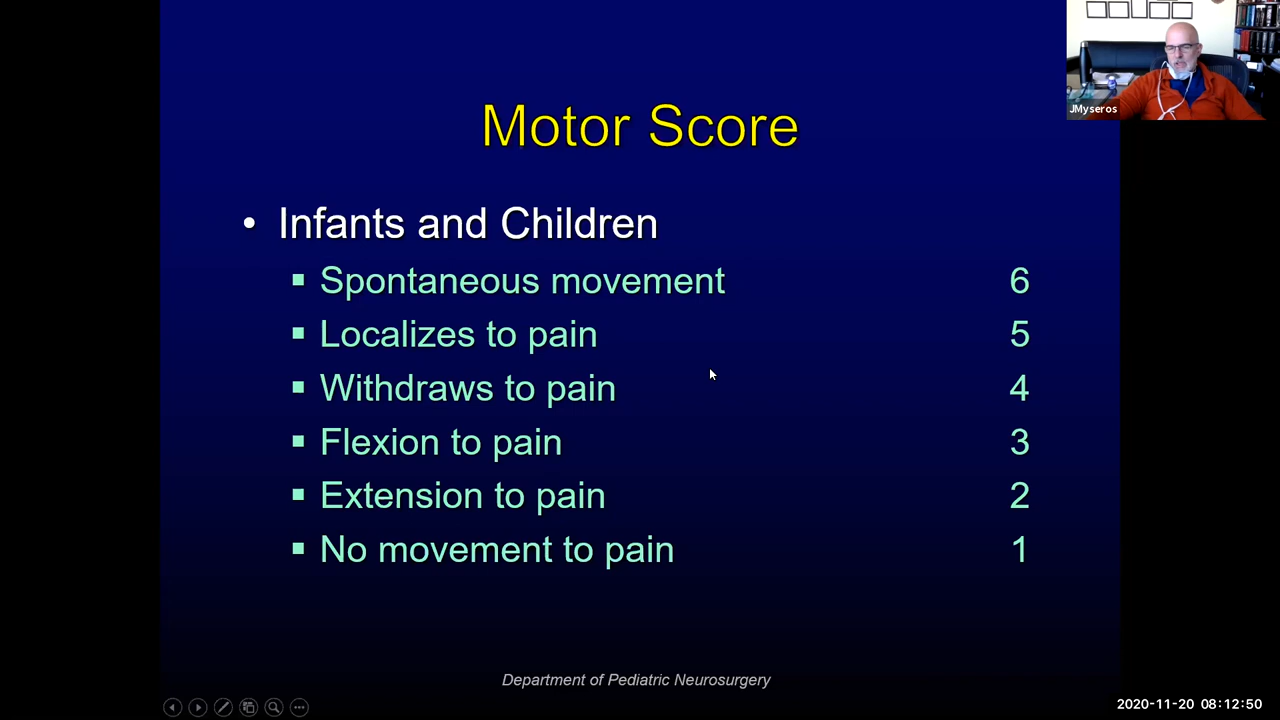 JMyseros
Motor Score
• Infants and Children
▪ Spontaneous movement 6
▪ Localizes to pain 5
▪ Withdraws to pain 4
▪ Flexion to pain 3
▪ Extension to pain 2
▪ No movement to pain 1
Department of Pediatric Neurosurgery
2020-11-20 08:12:50